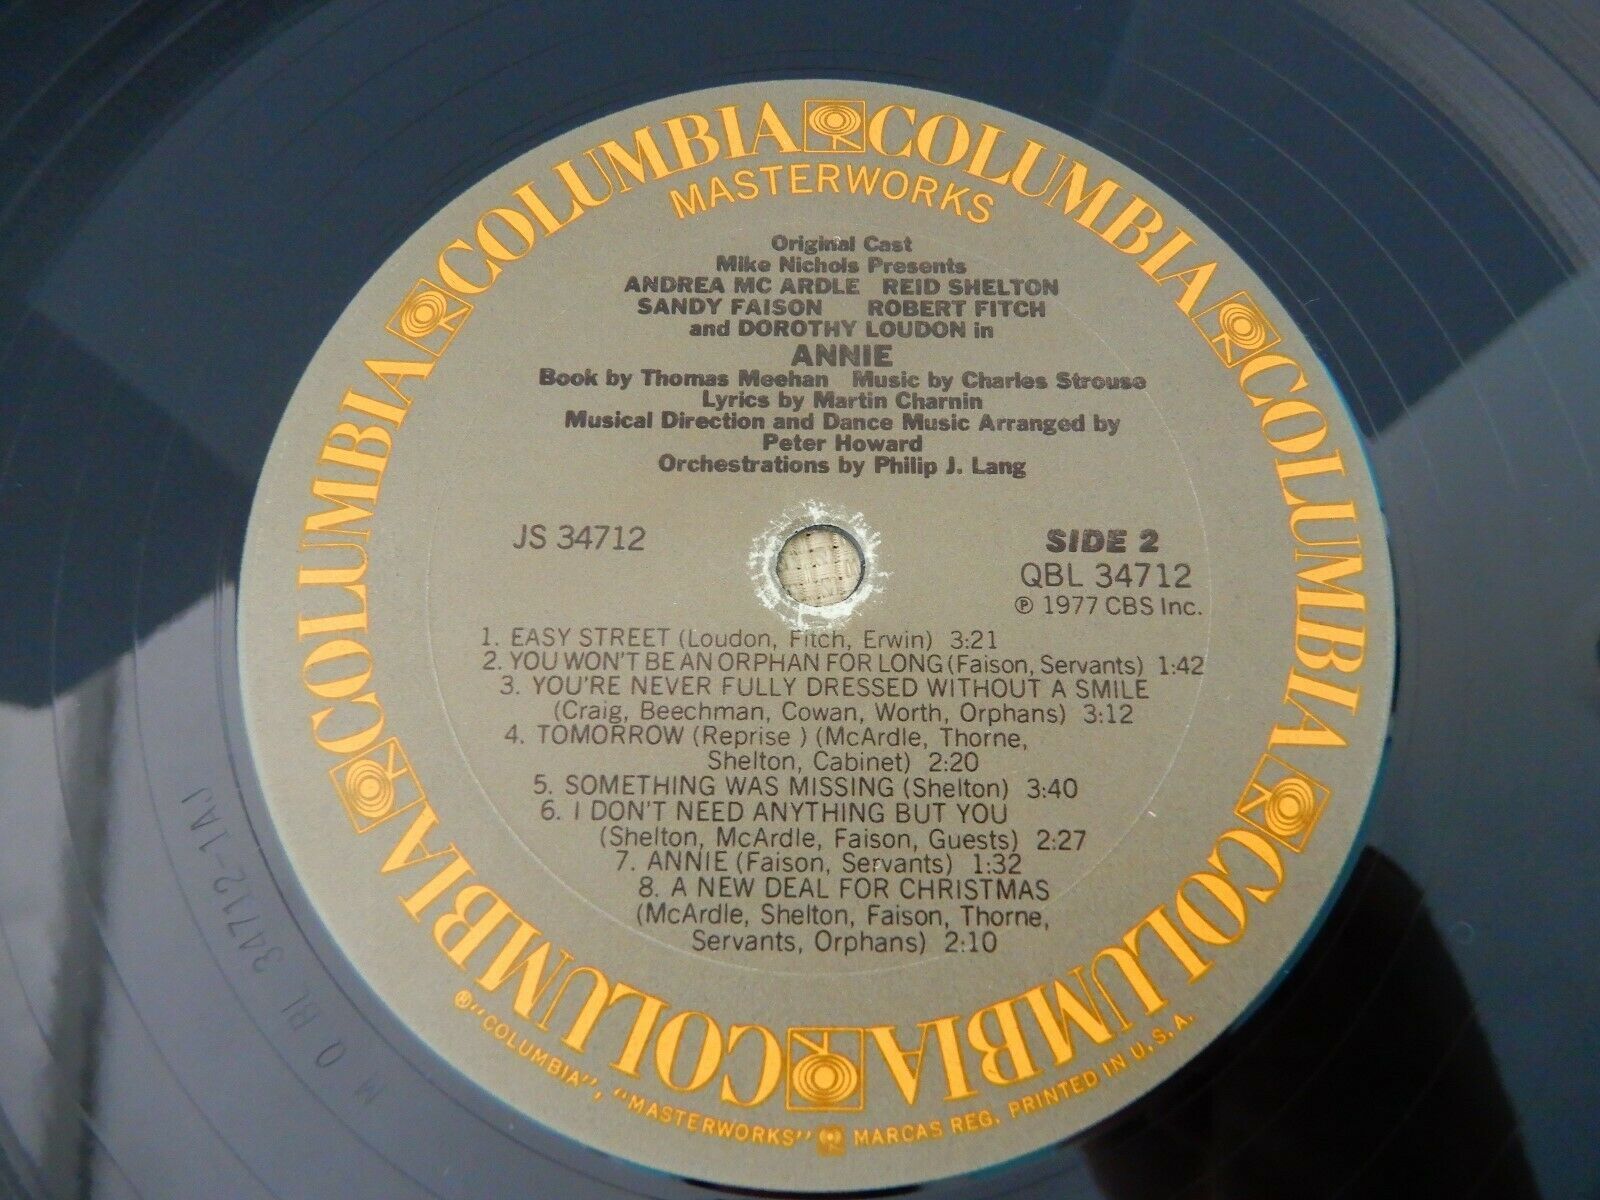 COLUMBIA COLUMBIA COLUMBIA COLUMBIA COLUMBIA COLUMBIA COLUMBIA COLUMBIA
MASTERWORKS
Original Cast
Mike Nichols Presents
ANDREA MC ARDLE REID SHELTON
SANDY FAISON ROBERT FITCH
and DOROTHY LOUDON in
ANNIE
Book by Thomas Meehan Music by Charles Strouse
Lyrics by Martin Charnin
Musical Direction and Dance Music Arranged by
Peter Howard
Orchestrations by Philip J. Lang
JS 34712
SIDE 2
QBL 34712
℗ 1977 CBS Inc.
1. EASY STREET (Loudon, Fitch, Erwin) 3:21
2. YOU WON'T BE AN ORPHAN FOR LONG (Faison, Servants) 1:42
3. YOU'RE NEVER FULLY DRESSED WITHOUT A SMILE
(Craig, Beechman, Cowan, Worth, Orphans) 3:12
4. TOMORROW (Reprise ) (McArdle, Thorne,
Shelton, Cabinet) 2:20
5. SOMETHING WAS MISSING (Shelton) 3:40
6. I DON'T NEED ANYTHING BUT YOU
(Shelton, McArdle, Faison, Guests) 2:27
7. ANNIE (Faison, Servants) 1:32
8. A NEW DEAL FOR CHRISTMAS
(McArdle, Shelton, Faison, Thorne,
Servants, Orphans) 2:10
® "COLUMBIA", "MASTERWORKS" MARCAS REG. PRINTED IN U.S.A.
M QBL 34712-1AJ